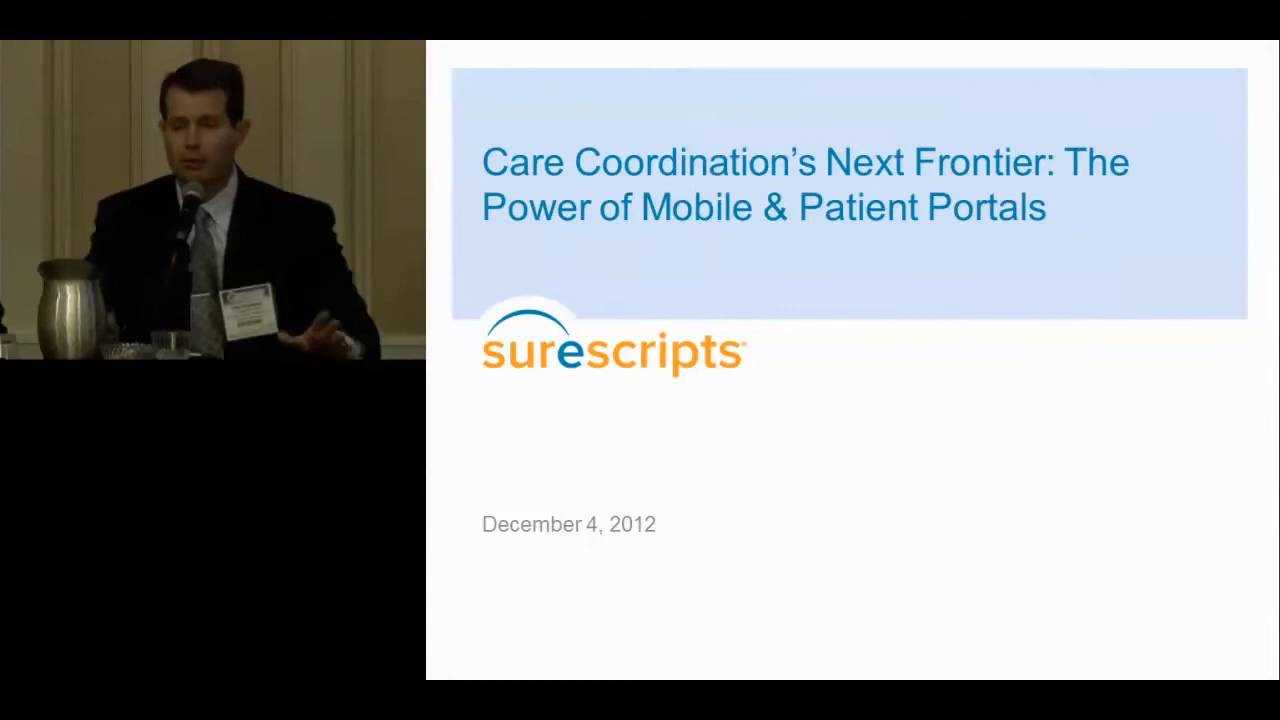 Care Coordination’s Next Frontier: The
Power of Mobile & Patient Portals
surescripts
December 4, 2012